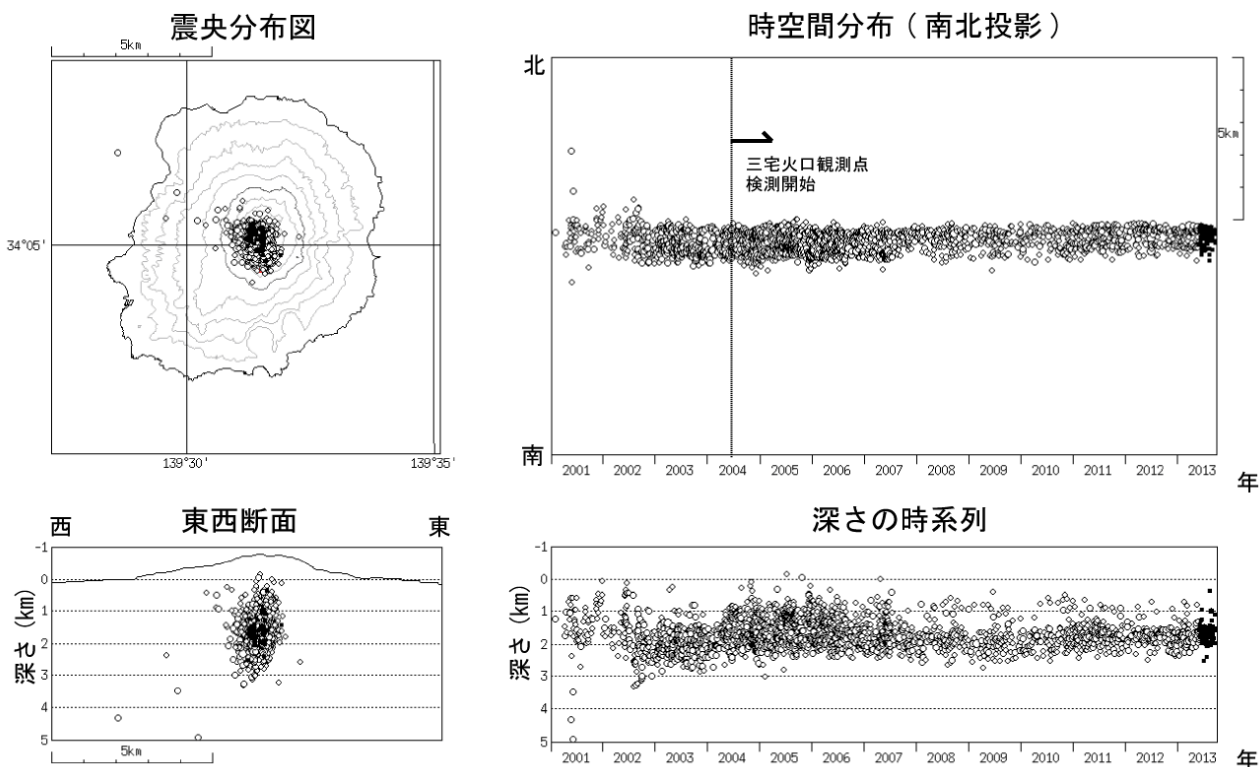 震央分布図
5km
34°05'
139°30'
139°35'
時空間分布 ( 南北投影 )
北
南
5km
三宅火口観測点
検測開始
2001 2002 2003 2004 2005 2006 2007 2008 2009 2010 2011 2012 2013
年
東西断面
西
東
深さ (km)
-1
0
1
2
3
4
5
5km
深さの時系列
深さ (km)
-1
0
1
2
3
4
5
2001 2002 2003 2004 2005 2006 2007 2008 2009 2010 2011 2012 2013
年